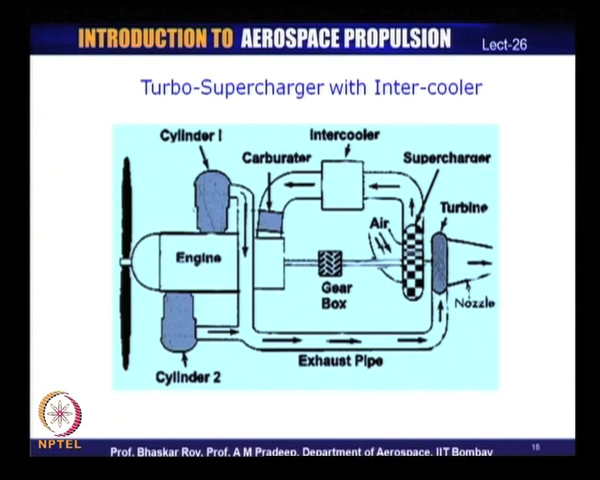 INTRODUCTION TO AEROSPACE PROPULSION
Lect-26
Turbo-Supercharger with Inter-cooler
Cylinder I
Intercooler
Carburater
Supercharger
Turbine
Air
Engine
Gear
Box
Nozzle
Exhaust Pipe
Cylinder 2
NPTEL
Prof. Bhaskar Roy, Prof. A M Pradeep, Department of Aerospace, IIT Bombay
18